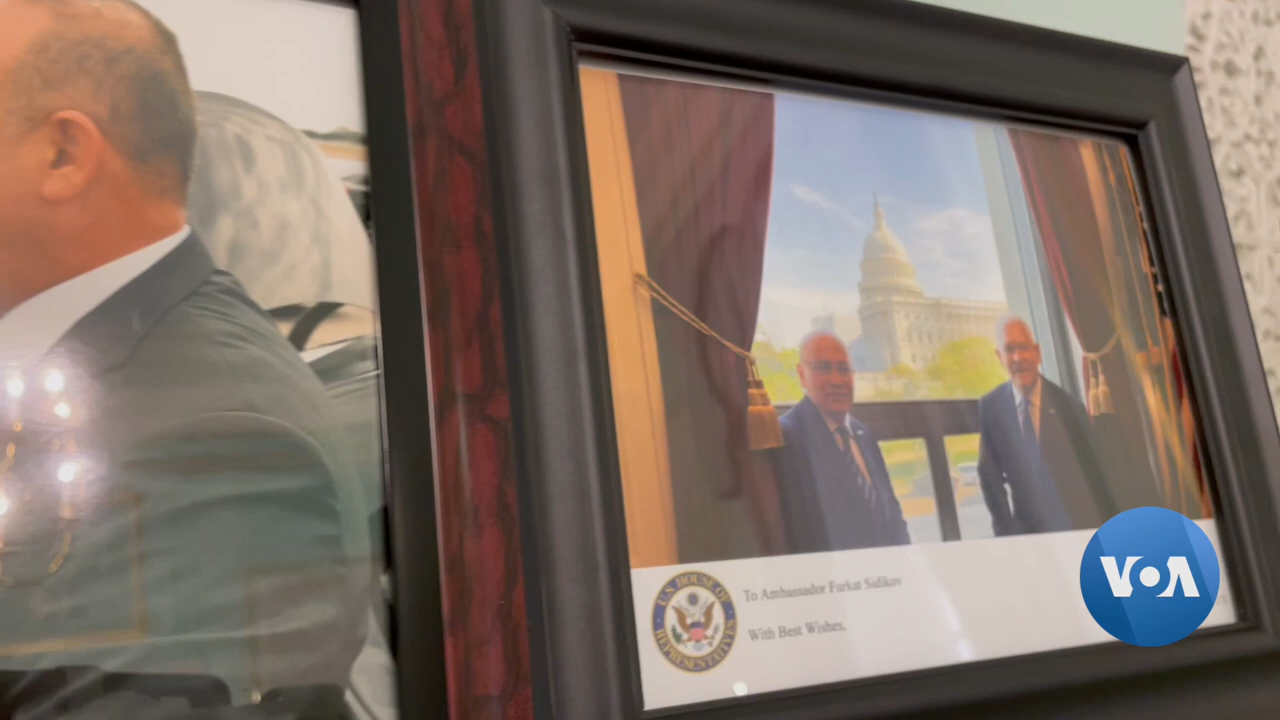 U.S. HOUSE OF
REPRESENTATIVES
To Ambassador Furkat Sidikov
With Best Wishes,
VOA